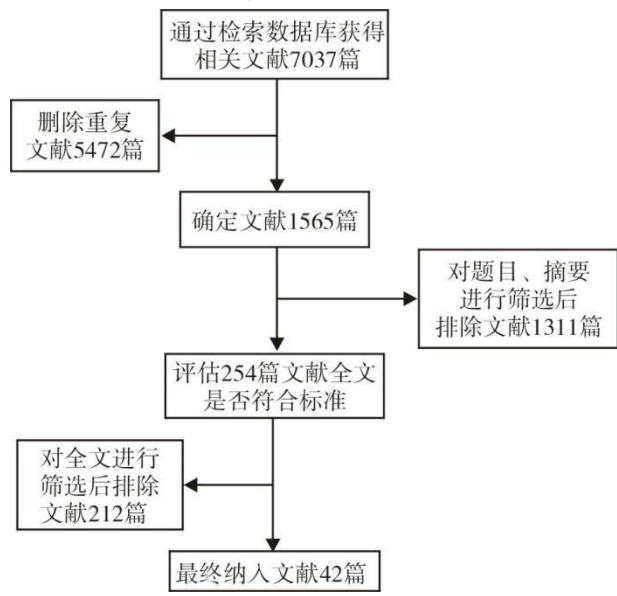 通过检索数据库获得
相关文献7037篇
删除重复
文献5472篇
确定文献1565篇
对题目、摘要
进行筛选后
排除文献1311篇
评估254篇文献全文
是否符合标准
对全文进行
筛选后排除
文献212篇
最终纳入文献42篇